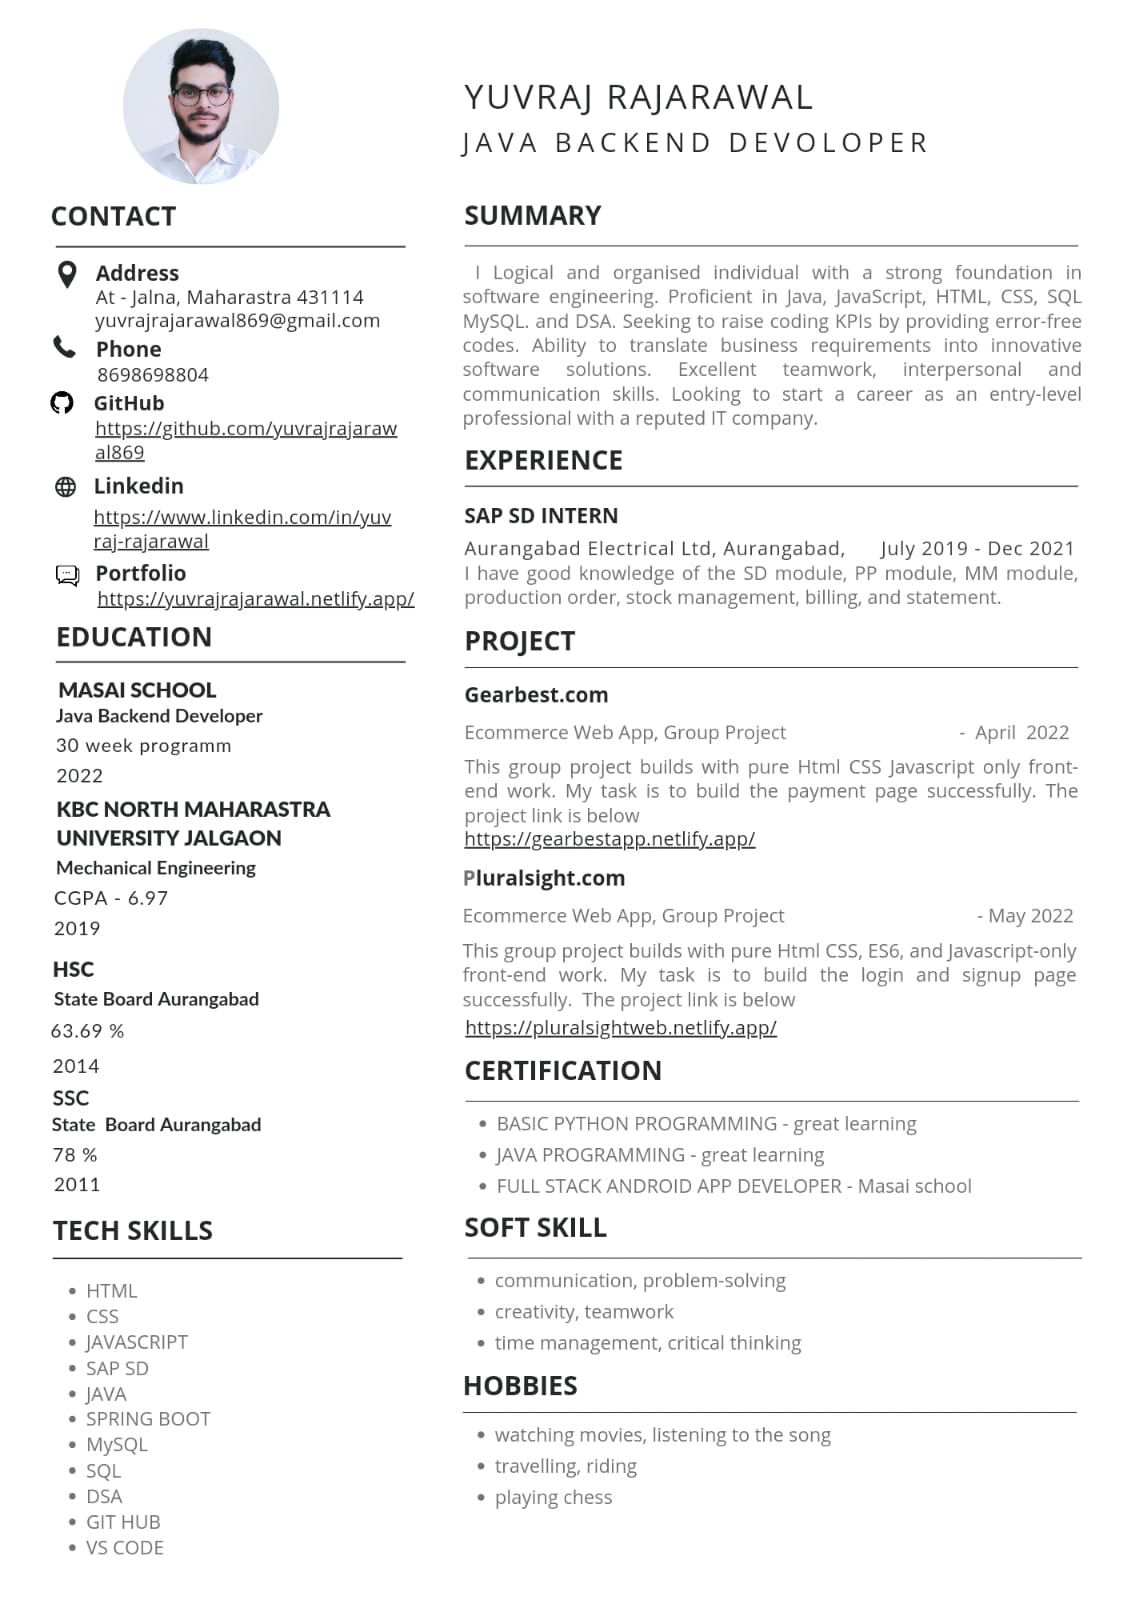 YUVRAJ RAJARAWAL
JAVA BACKEND DEVOLOPER
CONTACT
Address
At - Jalna, Maharastra 431114
yuvrajrajarawal869@gmail.com
Phone
8698698804
GitHub
https://github.com/yuvrajrajaraw
al869
Linkedin
https://www.linkedin.com/in/yuv
raj-rajarawal
Portfolio
https://yuvrajrajarawal.netlify.app/
EDUCATION
MASAI SCHOOL
Java Backend Developer
30 week programm
2022
KBC NORTH MAHARASTRA
UNIVERSITY JALGAON
Mechanical Engineering
CGPA - 6.97
2019
HSC
State Board Aurangabad
63.69 %
2014
SSC
State Board Aurangabad
78 %
2011
TECH SKILLS
• HTML
• CSS
• JAVASCRIPT
• SAP SD
• JAVA
• SPRING BOOT
• MySQL
• SQL
• DSA
• GIT HUB
• VS CODE
SUMMARY
I Logical and organised individual with a strong foundation in
software engineering. Proficient in Java, JavaScript, HTML, CSS, SQL
MySQL. and DSA. Seeking to raise coding KPIs by providing error-free
codes. Ability to translate business requirements into innovative
software solutions. Excellent teamwork, interpersonal and
communication skills. Looking to start a career as an entry-level
professional with a reputed IT company.
EXPERIENCE
SAP SD INTERN
Aurangabad Electrical Ltd, Aurangabad, July 2019 - Dec 2021
I have good knowledge of the SD module, PP module, MM module,
production order, stock management, billing, and statement.
PROJECT
Gearbest.com
Ecommerce Web App, Group Project - April 2022
This group project builds with pure Html CSS Javascript only front-
end work. My task is to build the payment page successfully. The
project link is below
https://gearbestapp.netlify.app/
Pluralsight.com
Ecommerce Web App, Group Project - May 2022
This group project builds with pure Html CSS, ES6, and Javascript-only
front-end work. My task is to build the login and signup page
successfully. The project link is below
https://pluralsightweb.netlify.app/
CERTIFICATION
• BASIC PYTHON PROGRAMMING - great learning
• JAVA PROGRAMMING - great learning
• FULL STACK ANDROID APP DEVELOPER - Masai school
SOFT SKILL
• communication, problem-solving
• creativity, teamwork
• time management, critical thinking
HOBBIES
• watching movies, listening to the song
• travelling, riding
• playing chess